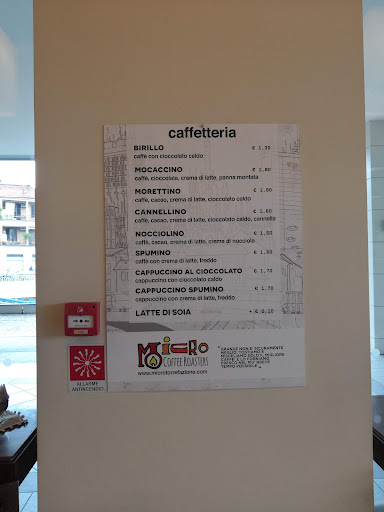 caffetteria
BIRILLO
caffè con cioccolato caldo
MOCACCINO € 1.80
caffè, cioccolata, crema di latte, panna montata
MORETTINO € 1.60
caffè, cacao, crema di latte, cioccolato caldo
CANNELLINO € 1.60
caffè, cacao, crema di latte, cioccolato caldo, cannella
NOCCIOLINO
caffè, cacao, crema di latte, crema di nocciola
SPUMINO
caffè con crema di latte, freddo
CAPPUCCINO AL CIOCCOLATO € 1.70
cappuccino con cioccolato caldo
CAPPUCCINO SPUMINO € 1.70
cappuccino con crema di latte, freddo
LATTE DI SOIA + € 0.10
MICRO
COFFEE ROASTERS
www.microtorrefazione.com
ALLARME
ANTINCENDIO